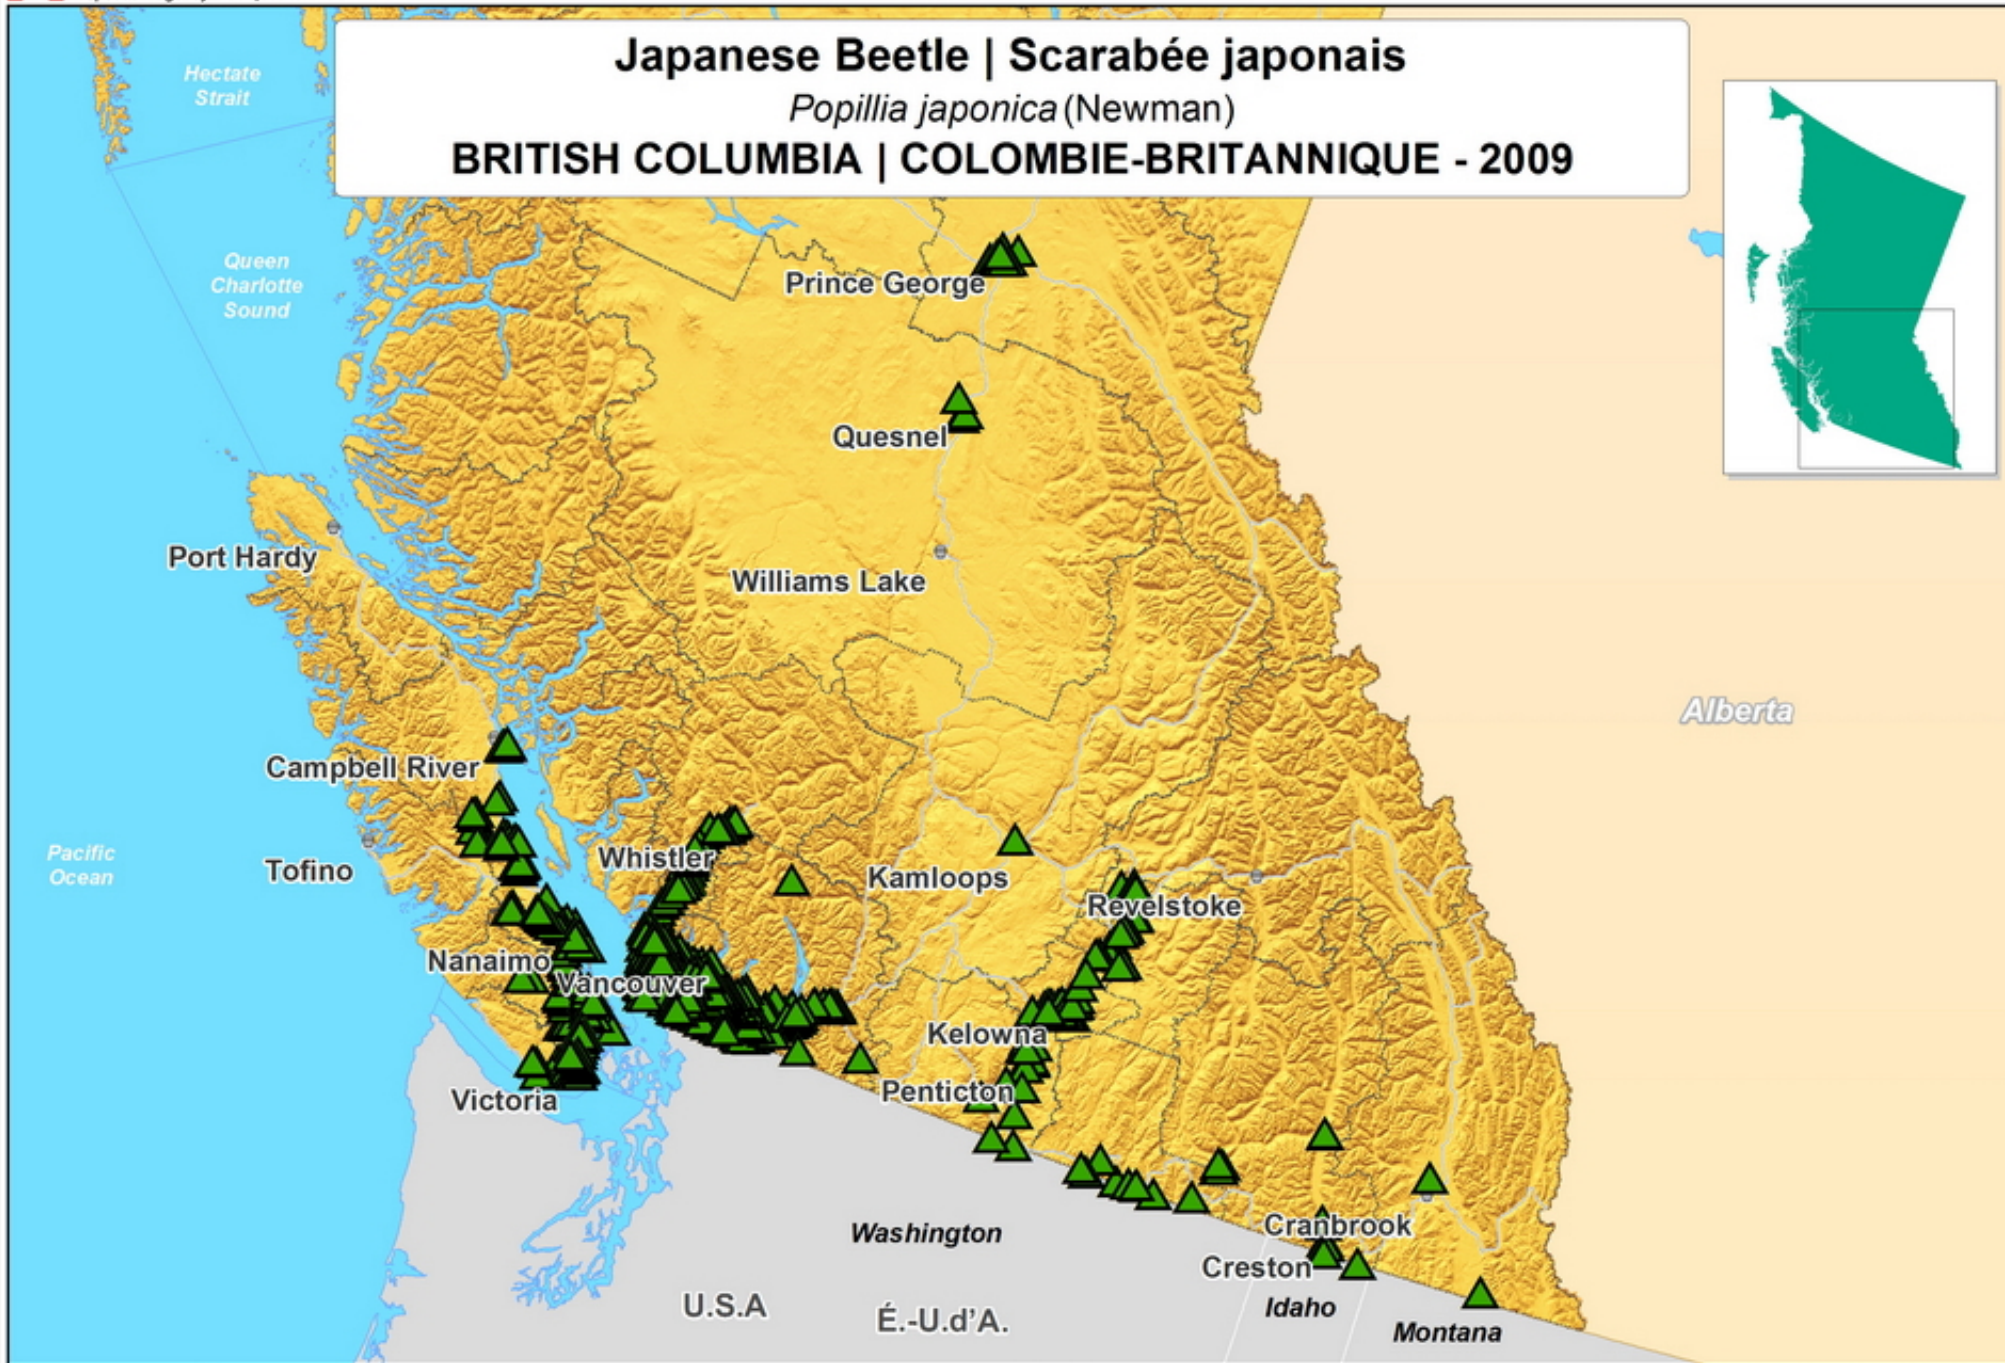 Japanese Beetle | Scarabée japonais
Popillia japonica (Newman)
BRITISH COLUMBIA | COLOMBIE-BRITANNIQUE - 2009
Hectate
Strait
Queen
Charlotte
Sound
Prince George
Quesnel
Port Hardy
Williams Lake
Alberta
Campbell River
Pacific
Ocean
Tofino
Whistler
Kamloops
Revelstoke
Nanaimo
Vancouver
Kelowna
Penticton
Victoria
Washington
Cranbrook
Creston
U.S.A
É.-U.d'A.
Idaho
Montana